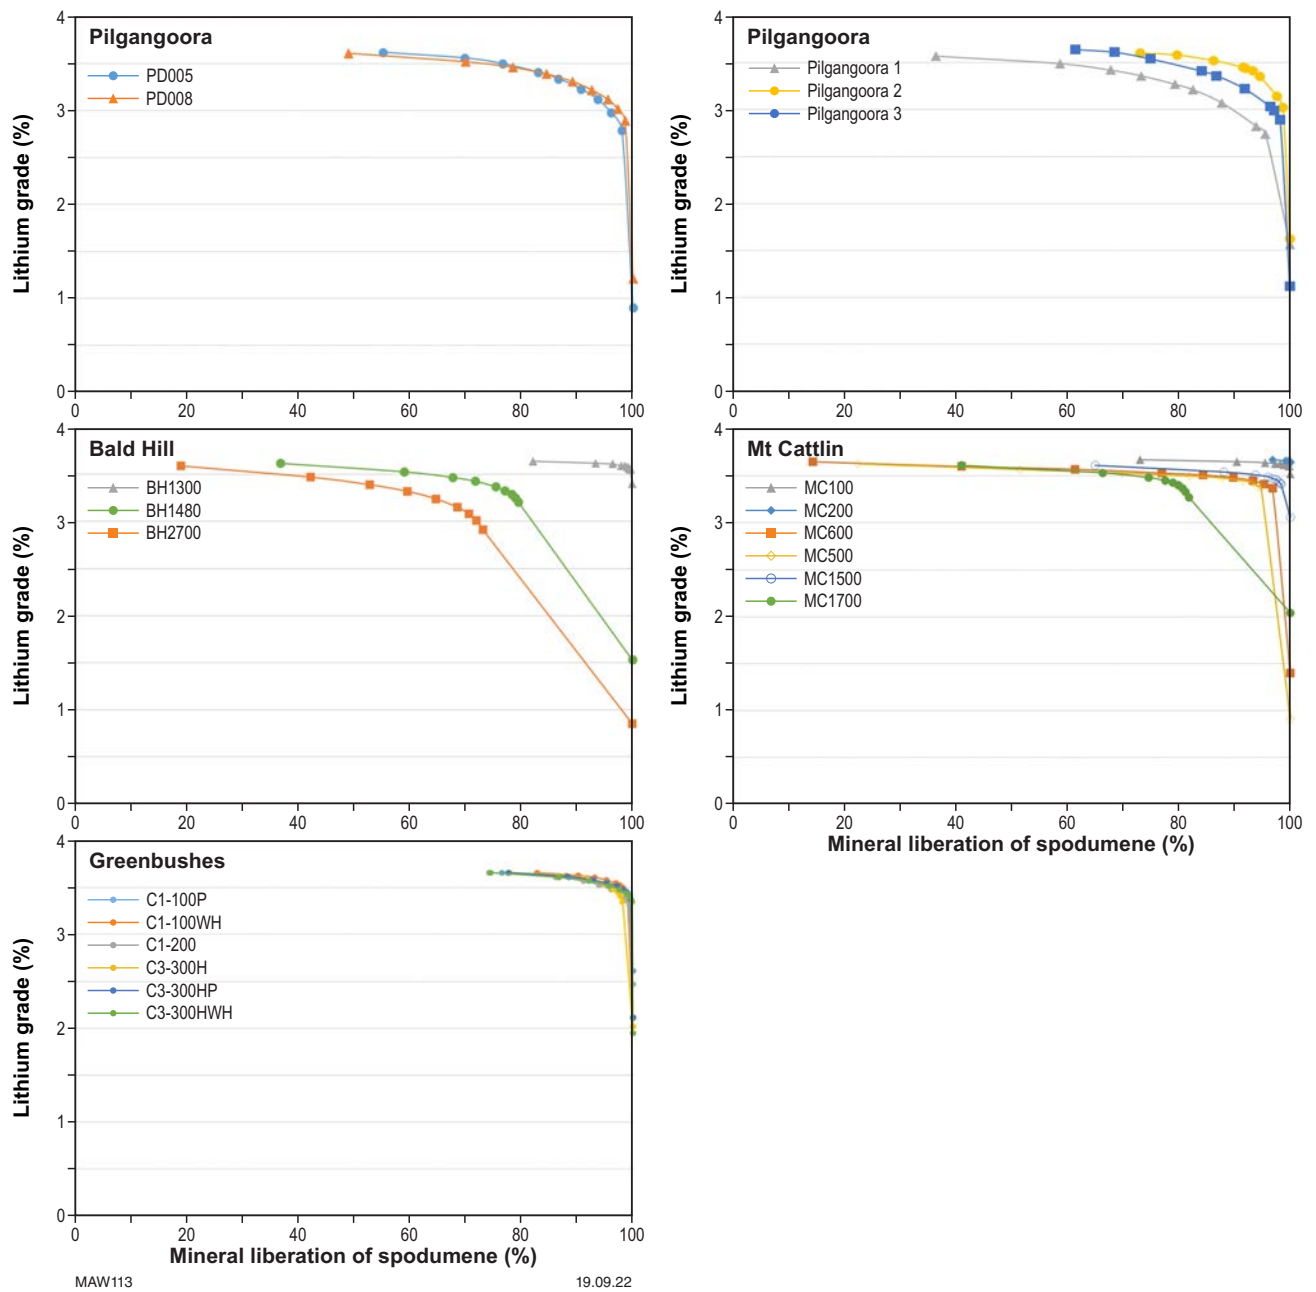 Pilgangoora
PD005
PD008
Lithium grade (%)
4
3
2
1
0
0 20 40 60 80 100
Pilgangoora
Pilgangoora 1
Pilgangoora 2
Pilgangoora 3
Lithium grade (%)
4
3
2
1
0
0 20 40 60 80 100
Bald Hill
BH1300
BH1480
BH2700
Lithium grade (%)
4
3
2
1
0
0 20 40 60 80 100
Mt Cattlin
MC100
MC200
MC600
MC500
MC1500
MC1700
Lithium grade (%)
4
3
2
1
0
0 20 40 60 80 100
Mineral liberation of spodumene (%)
Greenbushes
C1-100P
C1-100WH
C1-200
C3-300H
C3-300HP
C3-300HWH
Lithium grade (%)
4
3
2
1
0
0 20 40 60 80 100
Mineral liberation of spodumene (%)
MAW113 19.09.22